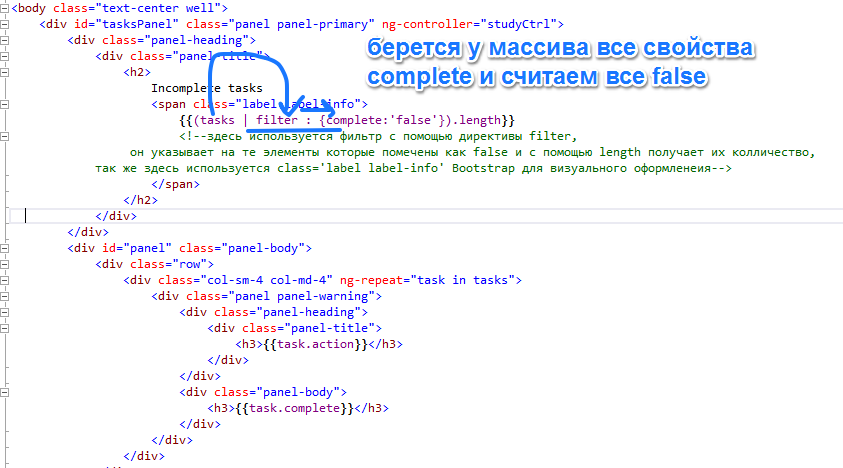 <body class="text-center well">
<div id="tasksPanel" class="panel panel-primary" ng-controller="studyCtrl">
<div class="panel-heading">
<div class="panel-title">
<h2>
Incomplete tasks
<span class="label label-info">
{{(tasks | filter : {complete:'false'}).length}}
<!--здесь используется фильтр с помощью директивы filter,
он указывает на те элементы которые помечены как false и с помощью length получает их колличество,
так же здесь используется class='label label-info' Bootstrap для визуального оформленеия-->
</span>
</h2>
</div>
</div>
<div id="panel" class="panel-body">
<div class="row">
<div class="col-sm-4 col-md-4" ng-repeat="task in tasks">
<div class="panel panel-warning">
<div class="panel-heading">
<div class="panel-title">
<h3>{{task.action}}</h3>
</div>
</div>
<div class="panel-body">
<h3>{{task.complete}}</h3>
</div>
</div>
</div>
берется у массива все свойства
complete и считаем все false